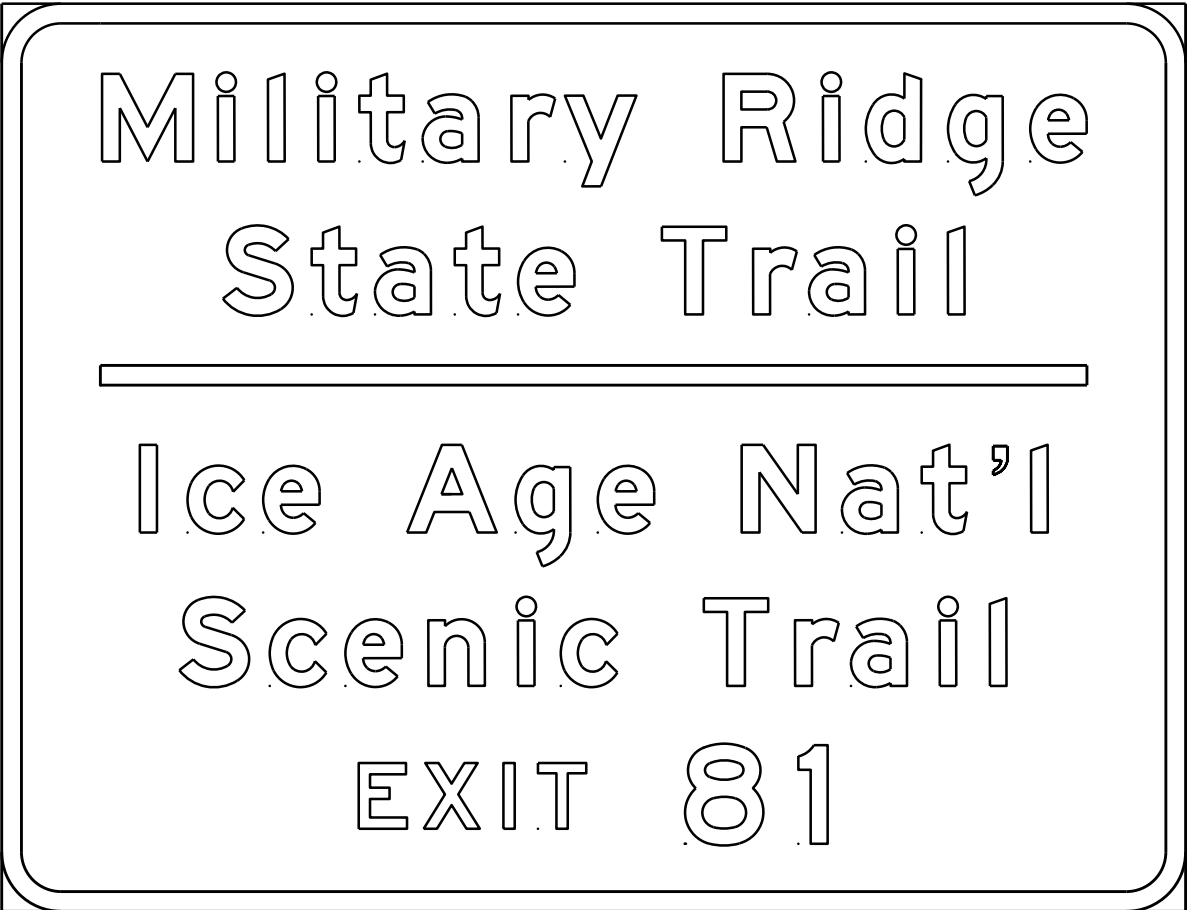 Military Ridge
State Trail
Ice Age Nat'l
Scenic Trail
EXIT 81